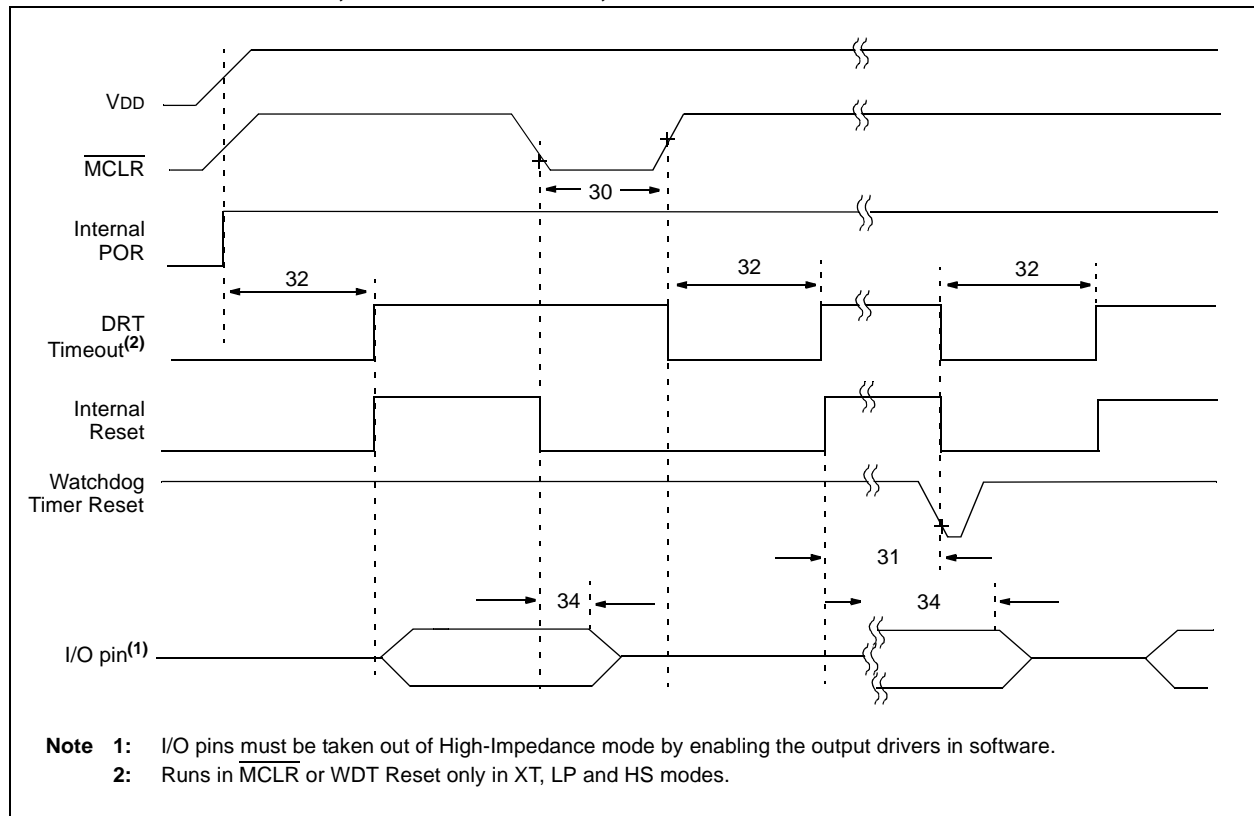 VDD
MCLR
30
Internal
POR
32
32
32
DRT
Timeout(2)
Internal
Reset
Watchdog
Timer Reset
31
34
34
I/O pin(1)
Note 1: I/O pins must be taken out of High-Impedance mode by enabling the output drivers in software.
2: Runs in MCLR or WDT Reset only in XT, LP and HS modes.